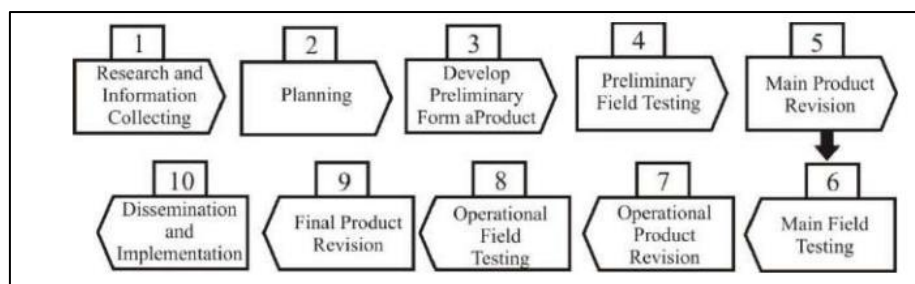 1
Research and
Information
Collecting
2
Planning
3
Develop
Preliminary
Form aProduct
4
Preliminary
Field Testing
5
Main Product
Revision
6
Main Field
Testing
7
Operational
Product
Revision
8
Operational
Field
Testing
9
Final Product
Revision
10
Dissemination
and
Implementation